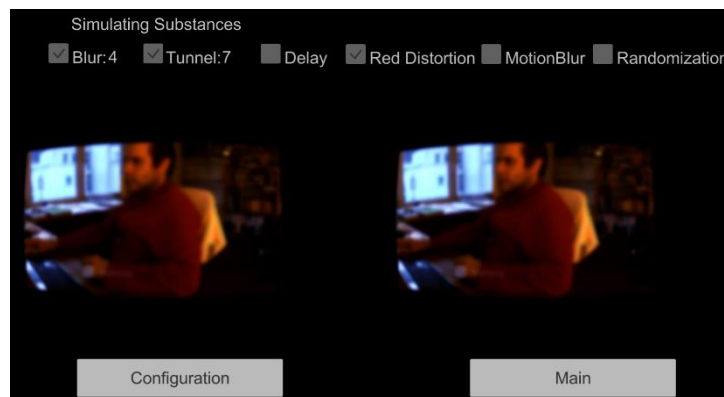 Simulating Substances
Blur:4 Tunnel:7 Delay Red Distortion MotionBlur Randomization
Configuration Main